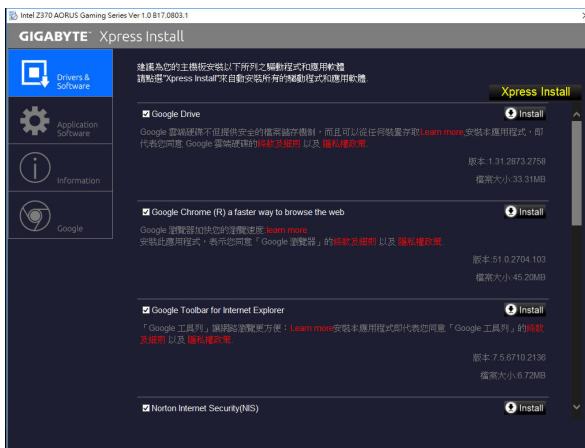 Intel Z370 AORUS Gaming Series Ver 1.0 B17.0803.1
GIGABYTE™ Xpress Install
Drivers &
Software
Application
Software
Information
Google
建議為您的主機板安裝以下所列之驅動程式和應用軟體
請點選"Xpress Install"來自動安裝所有的驅動程式和應用軟體.
Xpress Install
Google Drive
Install
Google 雲端硬碟不但提供安全的檔案儲存機制，而且可以從任何裝置存取Learn more,安裝本應用程式，即
代表您同意 Google 雲端硬碟的條款及細則 以及 隱私權政策.
版本:1.31.2873.2758
檔案大小:33.31MB
Google Chrome (R) a faster way to browse the web
Install
Google 瀏覽器加快您的瀏覽速度.learn more
安裝此應用程式，表示您同意「Google 瀏覽器」的條款及細則 以及 隱私權政策.
版本:51.0.2704.103
檔案大小:45.20MB
Google Toolbar for Internet Explorer
Install
「Google 工具列」讓網路瀏覽更方便：Learn more安裝本應用程式即代表您同意「Google 工具列」的條款
及細則 以及 隱私權政策.
版本:7.5.6710.2136
檔案大小:6.72MB
Norton Internet Security(NIS)
Install